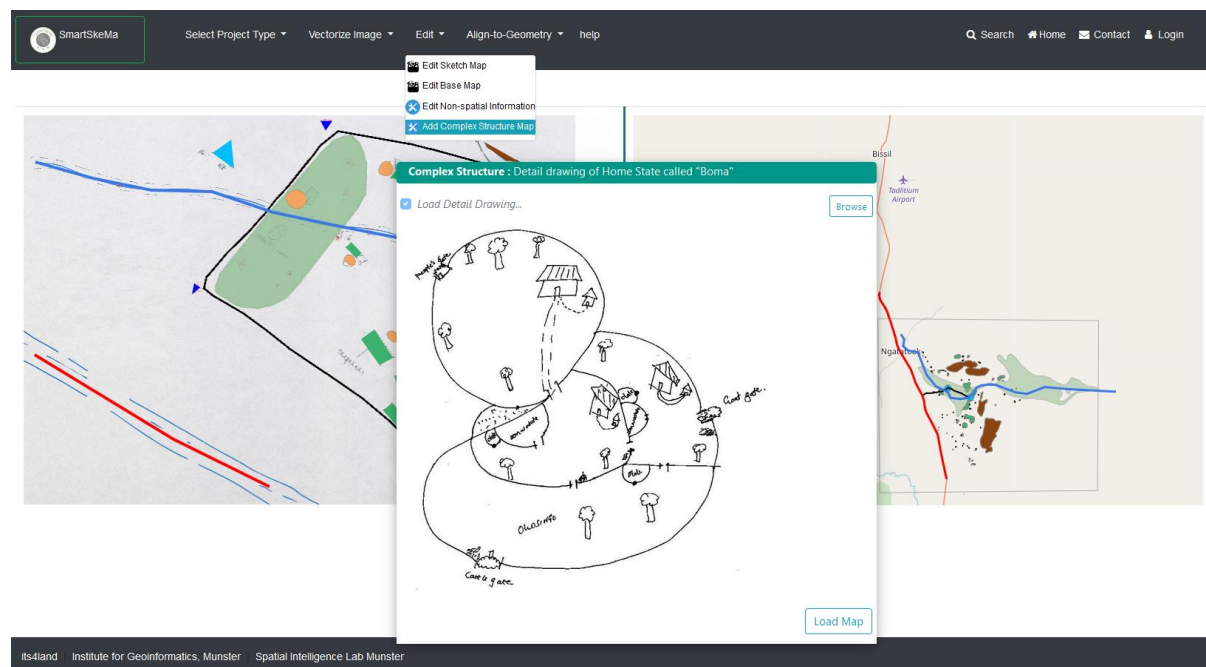 SmartSkeMa
Select Project Type
Vectorize Image
Edit
Align-to-Geometry
help
Search
Home
Contact
Login
Edit Sketch Map
Edit Base Map
Edit Non-spatial Information
Add Complex Structure Map
Complex Structure : Detail drawing of Home State called "Boma"
Load Detail Drawing...
Browse
people's gate
Goat gate.
Olosinko
Cattle gate
Load Map
Bissil
Tadlitium
Airport
its4land
Institute for Geoinformatics, Munster
Spatial Intelligence Lab Munster